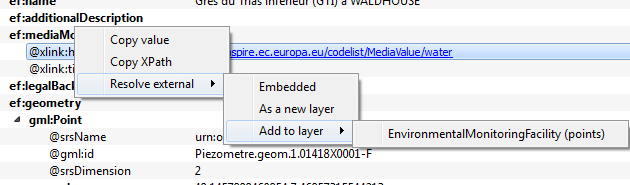 ef:name Grès du Trias inférieur (GTI) à WALDHOUSE
ef:additionalDescription
ef:mediaMo
@xlink:h spire.ec.europa.eu/codelist/MediaValue/water
@xlink:ti
ef:legalBac
ef:geometry
gml:Point
@srsName urn:o
@gml:id Piezometre.geom.1.01418X0001-F
@srsDimension 2
Copy value
Copy XPath
Resolve external
Embedded
As a new layer
Add to layer
EnvironmentalMonitoringFacility (points)